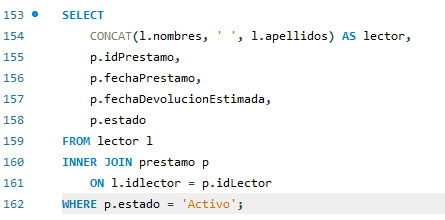 153 SELECT
154 CONCAT(l.nombres, ' ', l.apellidos) AS lector,
155 p.idPrestamo,
156 p.fechaPrestamo,
157 p.fechaDevolucionEstimada,
158 p.estado
159 FROM lector l
160 INNER JOIN prestamo p
161 ON l.idlector = p.idLector
162 WHERE p.estado = 'Activo';